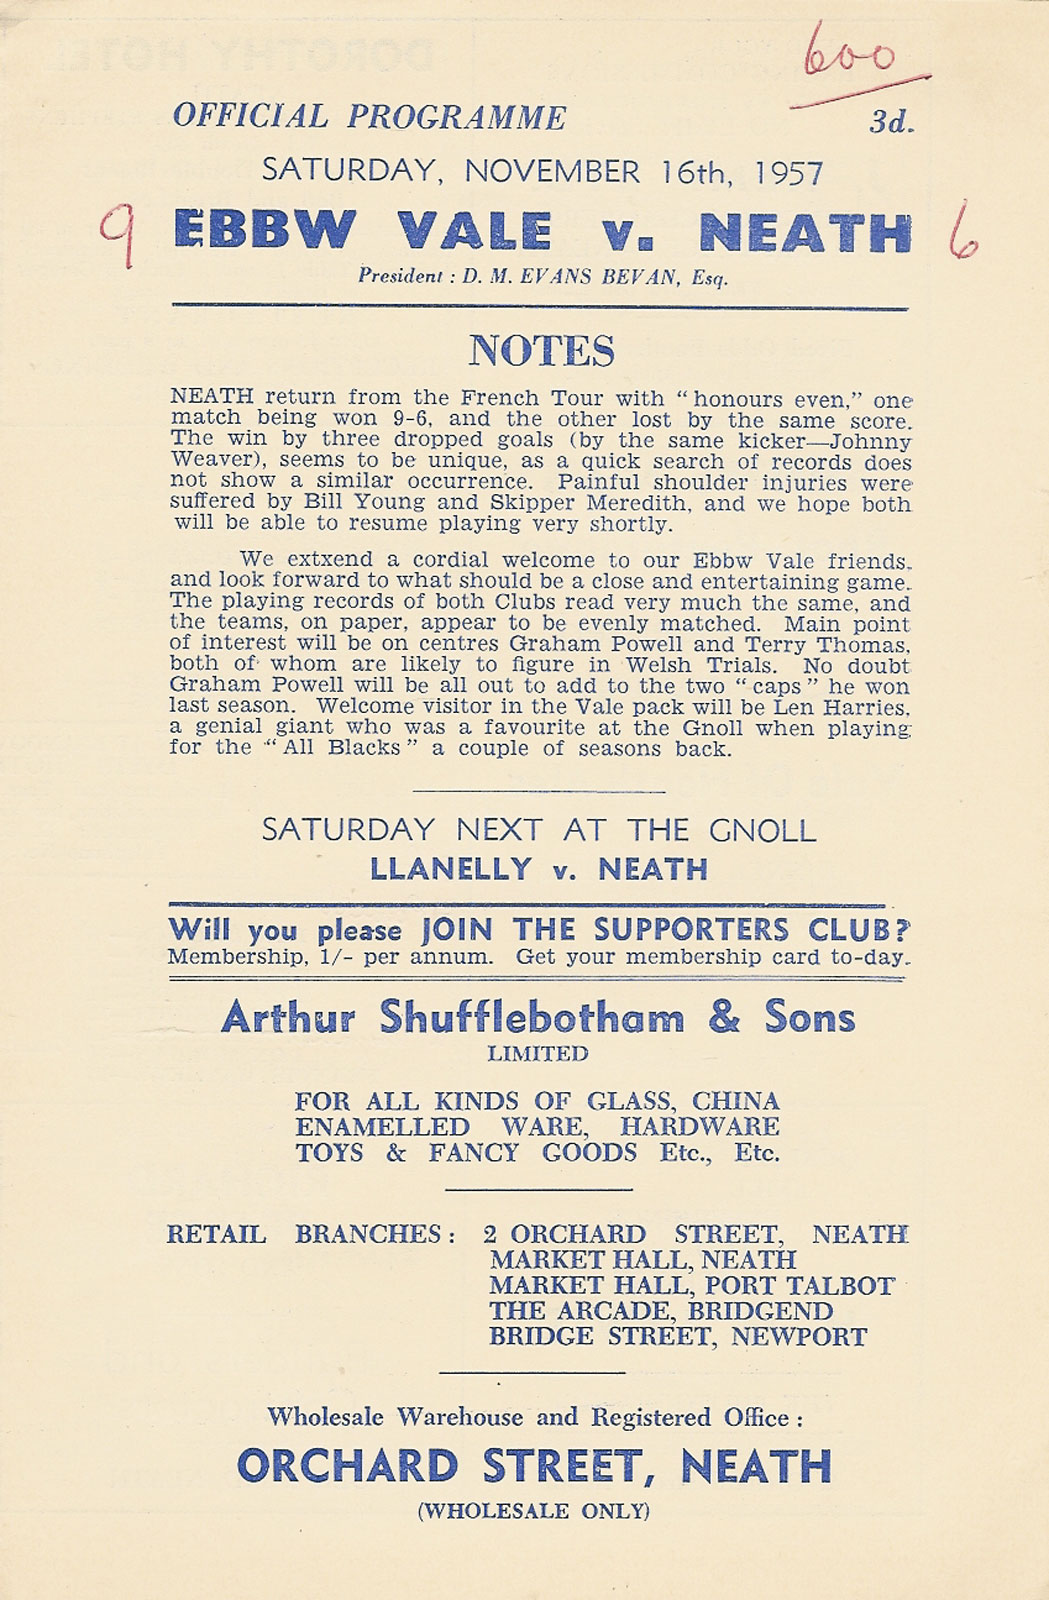 600
OFFICIAL PROGRAMME 3d.
SATURDAY, NOVEMBER 16th, 1957
9 EBBW VALE v. NEATH 6
President : D. M. EVANS BEVAN, Esq.
NOTES
NEATH return from the French Tour with “ honours even,” one
match being won 9-6, and the other lost by the same score.
The win by three dropped goals (by the same kicker—Johnny
Weaver), seems to be unique, as a quick search of records does
not show a similar occurrence. Painful shoulder injuries were
suffered by Bill Young and Skipper Meredith, and we hope both
will be able to resume playing very shortly.
We extxend a cordial welcome to our Ebbw Vale friends,
and look forward to what should be a close and entertaining game.
The playing records of both Clubs read very much the same, and
the teams, on paper, appear to be evenly matched. Main point
of interest will be on centres Graham Powell and Terry Thomas,
both of whom are likely to figure in Welsh Trials. No doubt
Graham Powell will be all out to add to the two “ caps ” he won
last season. Welcome visitor in the Vale pack will be Len Harries,
a genial giant who was a favourite at the Gnoll when playing
for the “ All Blacks ” a couple of seasons back.
SATURDAY NEXT AT THE GNOLL
LLANELLY v. NEATH
Will you please JOIN THE SUPPORTERS CLUB?
Membership, 1/- per annum. Get your membership card to-day.
Arthur Shufflebotham & Sons
LIMITED
FOR ALL KINDS OF GLASS, CHINA
ENAMELLED WARE, HARDWARE
TOYS & FANCY GOODS Etc., Etc.
RETAIL BRANCHES : 2 ORCHARD STREET, NEATH
MARKET HALL, NEATH
MARKET HALL, PORT TALBOT
THE ARCADE, BRIDGEND
BRIDGE STREET, NEWPORT
Wholesale Warehouse and Registered Office :
ORCHARD STREET, NEATH
(WHOLESALE ONLY)